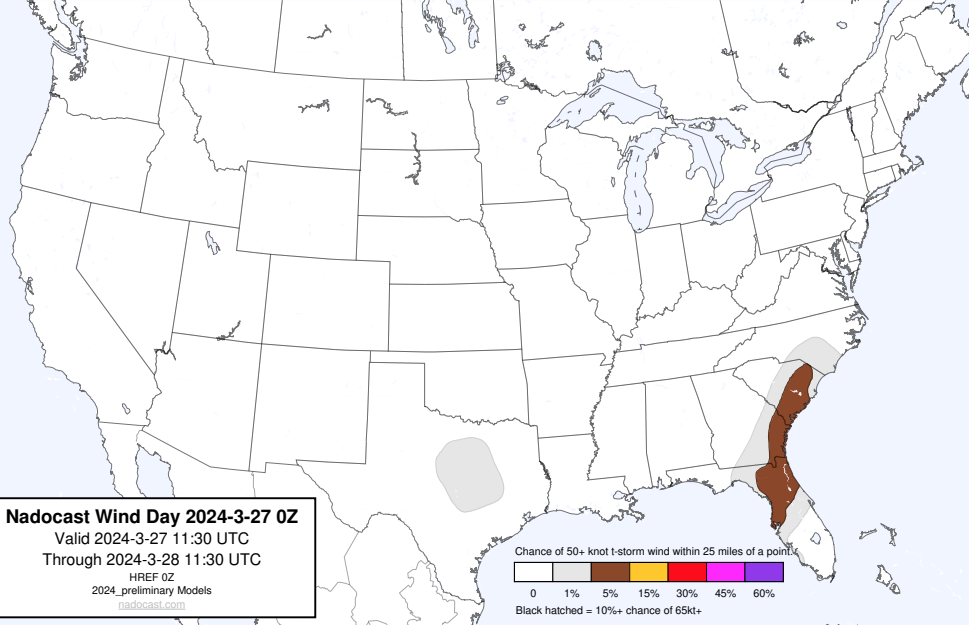 Nadocast Wind Day 2024-3-27 0Z
Valid 2024-3-27 11:30 UTC
Through 2024-3-28 11:30 UTC
HREF 0Z
2024_preliminary Models
nadocast.com
Chance of 50+ knot t-storm wind within 25 miles of a point.
0 1% 5% 15% 30% 45% 60%
Black hatched = 10%+ chance of 65kt+